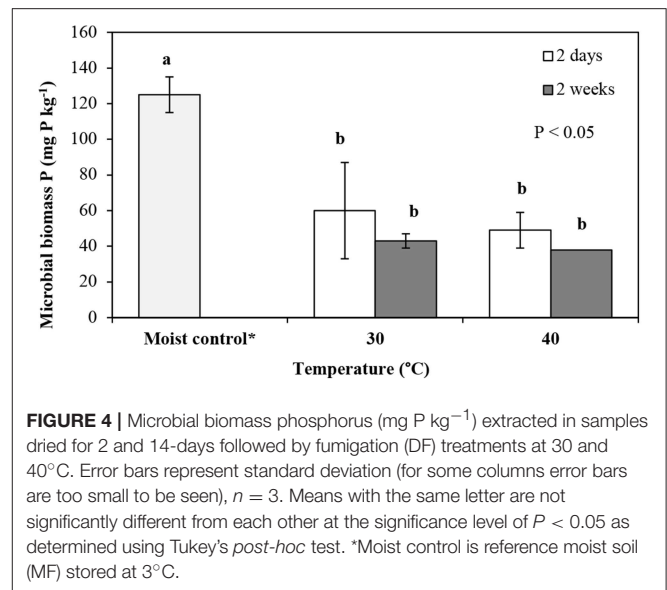 160
140
120
100
80
60
40
20
0
Microbial biomass P (mg P kg⁻¹)
a
b
b
b
b
2 days
2 weeks
P < 0.05
Moist control* 30 40
Temperature (°C)
FIGURE 4 | Microbial biomass phosphorus (mg P kg⁻¹) extracted in samples
dried for 2 and 14-days followed by fumigation (DF) treatments at 30 and
40°C. Error bars represent standard deviation (for some columns error bars
are too small to be seen), n = 3. Means with the same letter are not
significantly different from each other at the significance level of P < 0.05 as
determined using Tukey's post-hoc test. *Moist control is reference moist soil
(MF) stored at 3°C.